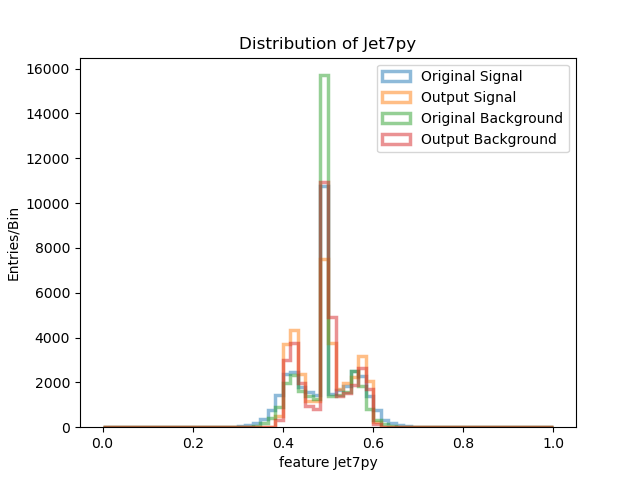 Distribution of Jet7py
Original Signal
Output Signal
Original Background
Output Background
Entries/Bin
16000
14000
12000
10000
8000
6000
4000
2000
0
0.0 0.2 0.4 0.6 0.8 1.0
feature Jet7py